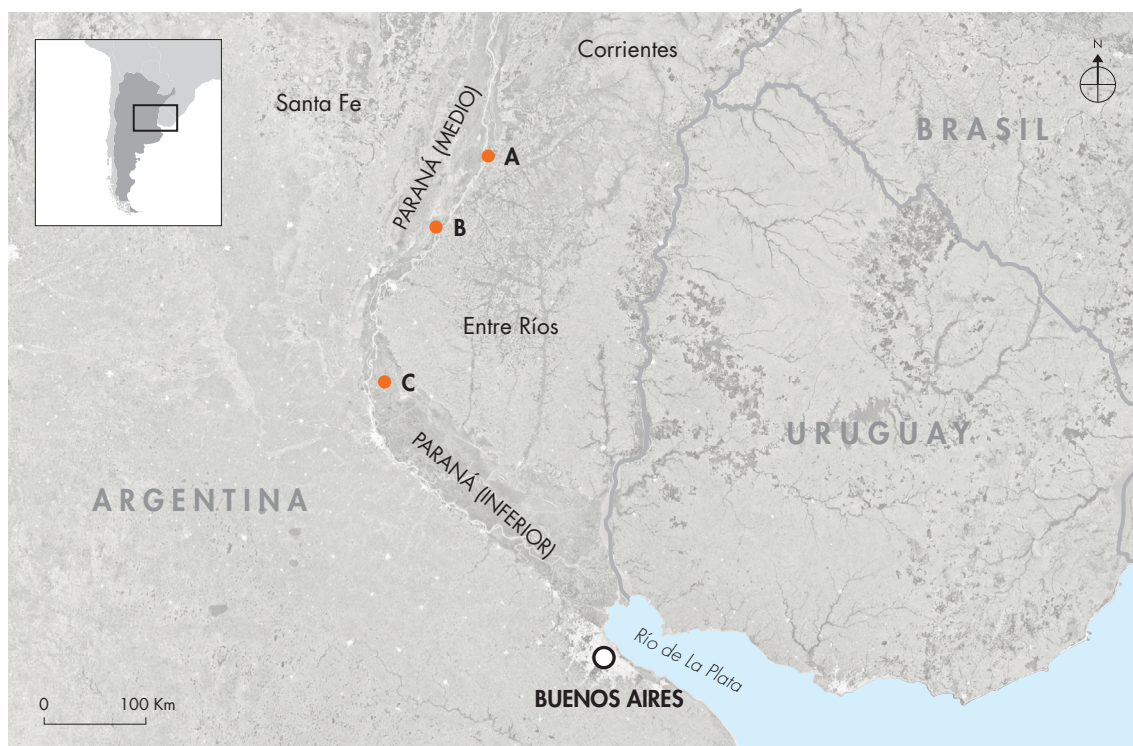 Corrientes
N
Santa Fe
BRASIL
PARANÁ (MEDIO)
A
B
Entre Ríos
C
URUGUAY
PARANÁ (INFERIOR)
ARGENTINA
Río de La Plata
BUENOS AIRES
0 100 Km